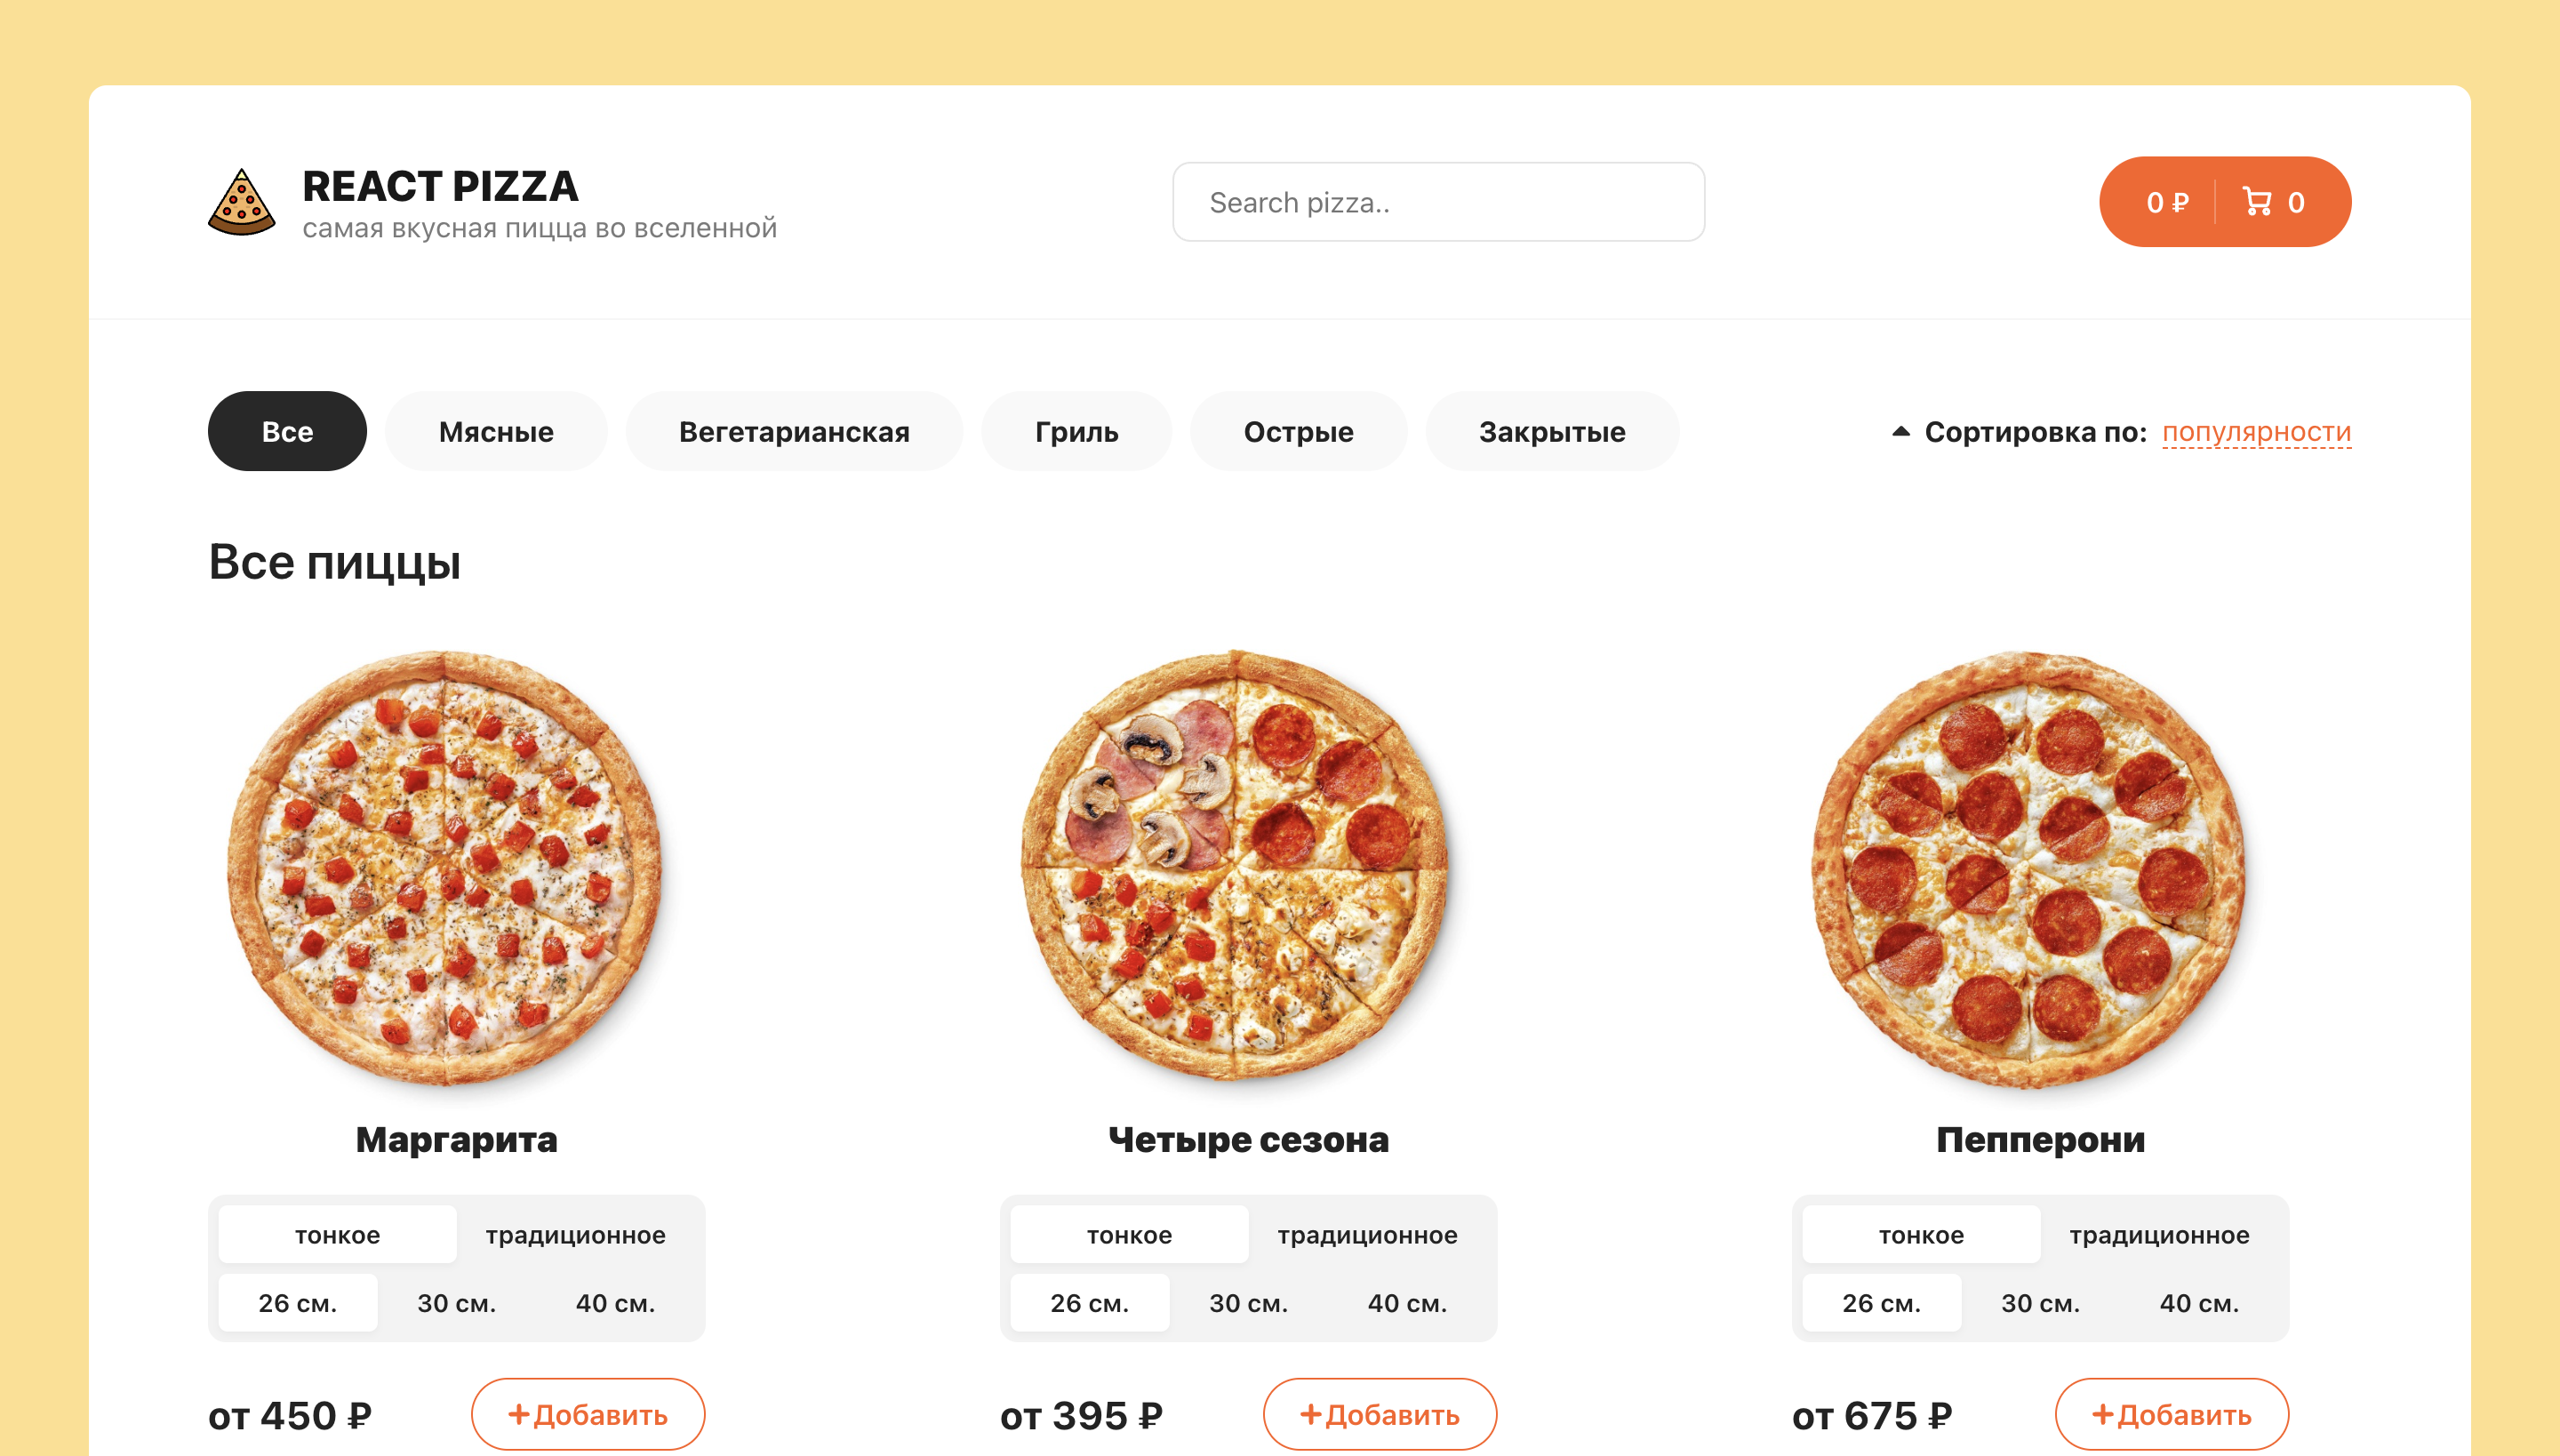 REACT PIZZA
самая вкусная пицца во вселенной
Search pizza..
0 ₽ 0
Все Мясные Вегетарианская Гриль Острые Закрытые
Сортировка по: популярности
Все пиццы
Маргарита
тонкое традиционное
26 см. 30 см. 40 см.
от 450 ₽ +Добавить
Четыре сезона
тонкое традиционное
26 см. 30 см. 40 см.
от 395 ₽ +Добавить
Пепперони
тонкое традиционное
26 см. 30 см. 40 см.
от 675 ₽ +Добавить